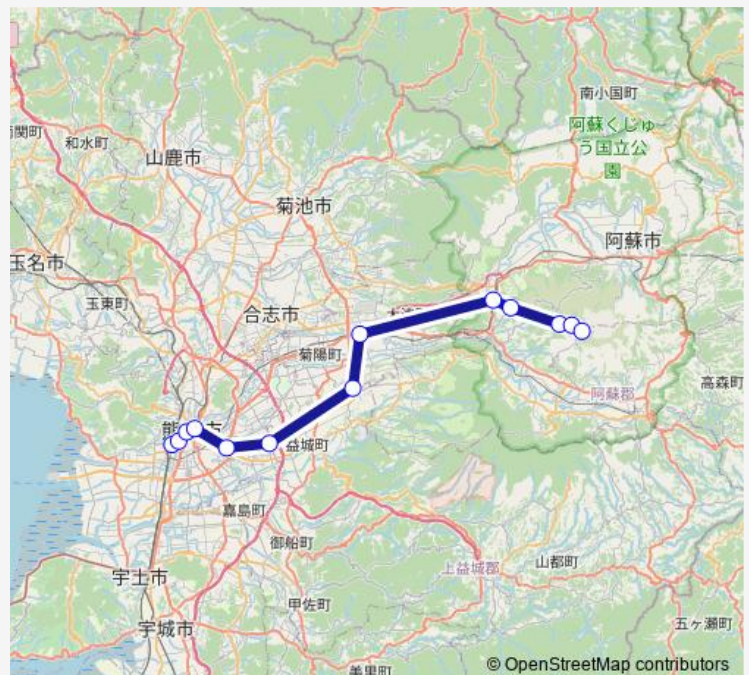 南小国町
阿蘇くじゅ
う国立公
園
和水町
山鹿市
菊池市
阿蘇市
玉名市
玉東町
合志市
菊陽町
高森町
阿蘇郡
市
益城町
嘉島町
御船町
山都町
上益城郡
宇土市
甲佐町
五ヶ瀬町
宇城市
美里町
© OpenStreetMap contributors